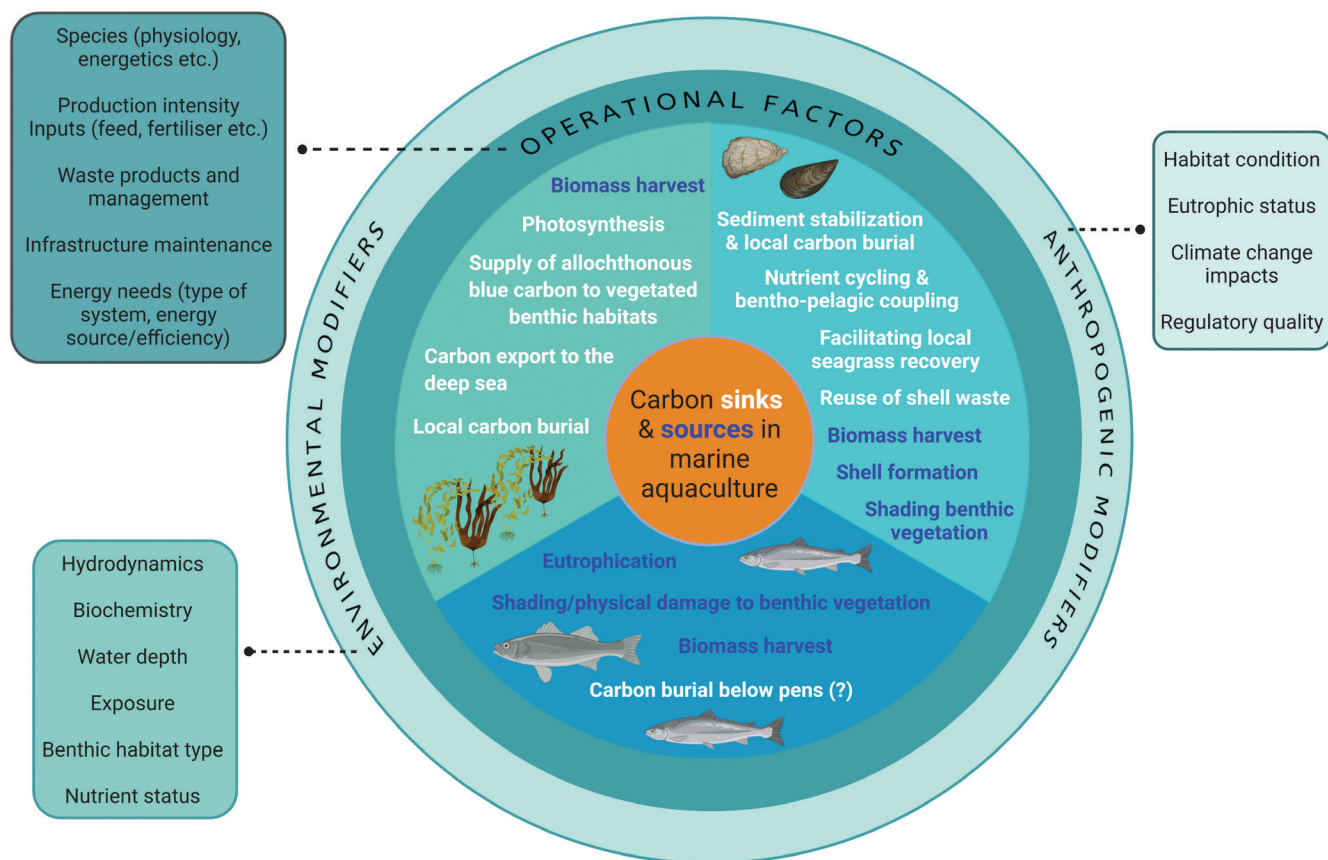 Species (physiology,
energetics etc.)
Production intensity
Inputs (feed, fertiliser etc.)
Waste products and
management
Infrastructure maintenance
Energy needs (type of
system, energy
source/efficiency)
OPERATIONAL FACTORS
ENVIRONMENTAL MODIFIERS
ANTHROPOGENIC MODIFIERS
Habitat condition
Eutrophic status
Climate change
impacts
Regulatory quality
Biomass harvest
Photosynthesis
Supply of allochthonous
blue carbon to vegetated
benthic habitats
Carbon export to the
deep sea
Local carbon burial
Sediment stabilization
& local carbon burial
Nutrient cycling &
bentho-pelagic coupling
Facilitating local
seagrass recovery
Reuse of shell waste
Biomass harvest
Shell formation
Shading benthic
vegetation
Carbon sinks
& sources in
marine
aquaculture
Eutrophication
Shading/physical damage to benthic vegetation
Biomass harvest
Carbon burial below pens (?)
Hydrodynamics
Biochemistry
Water depth
Exposure
Benthic habitat type
Nutrient status